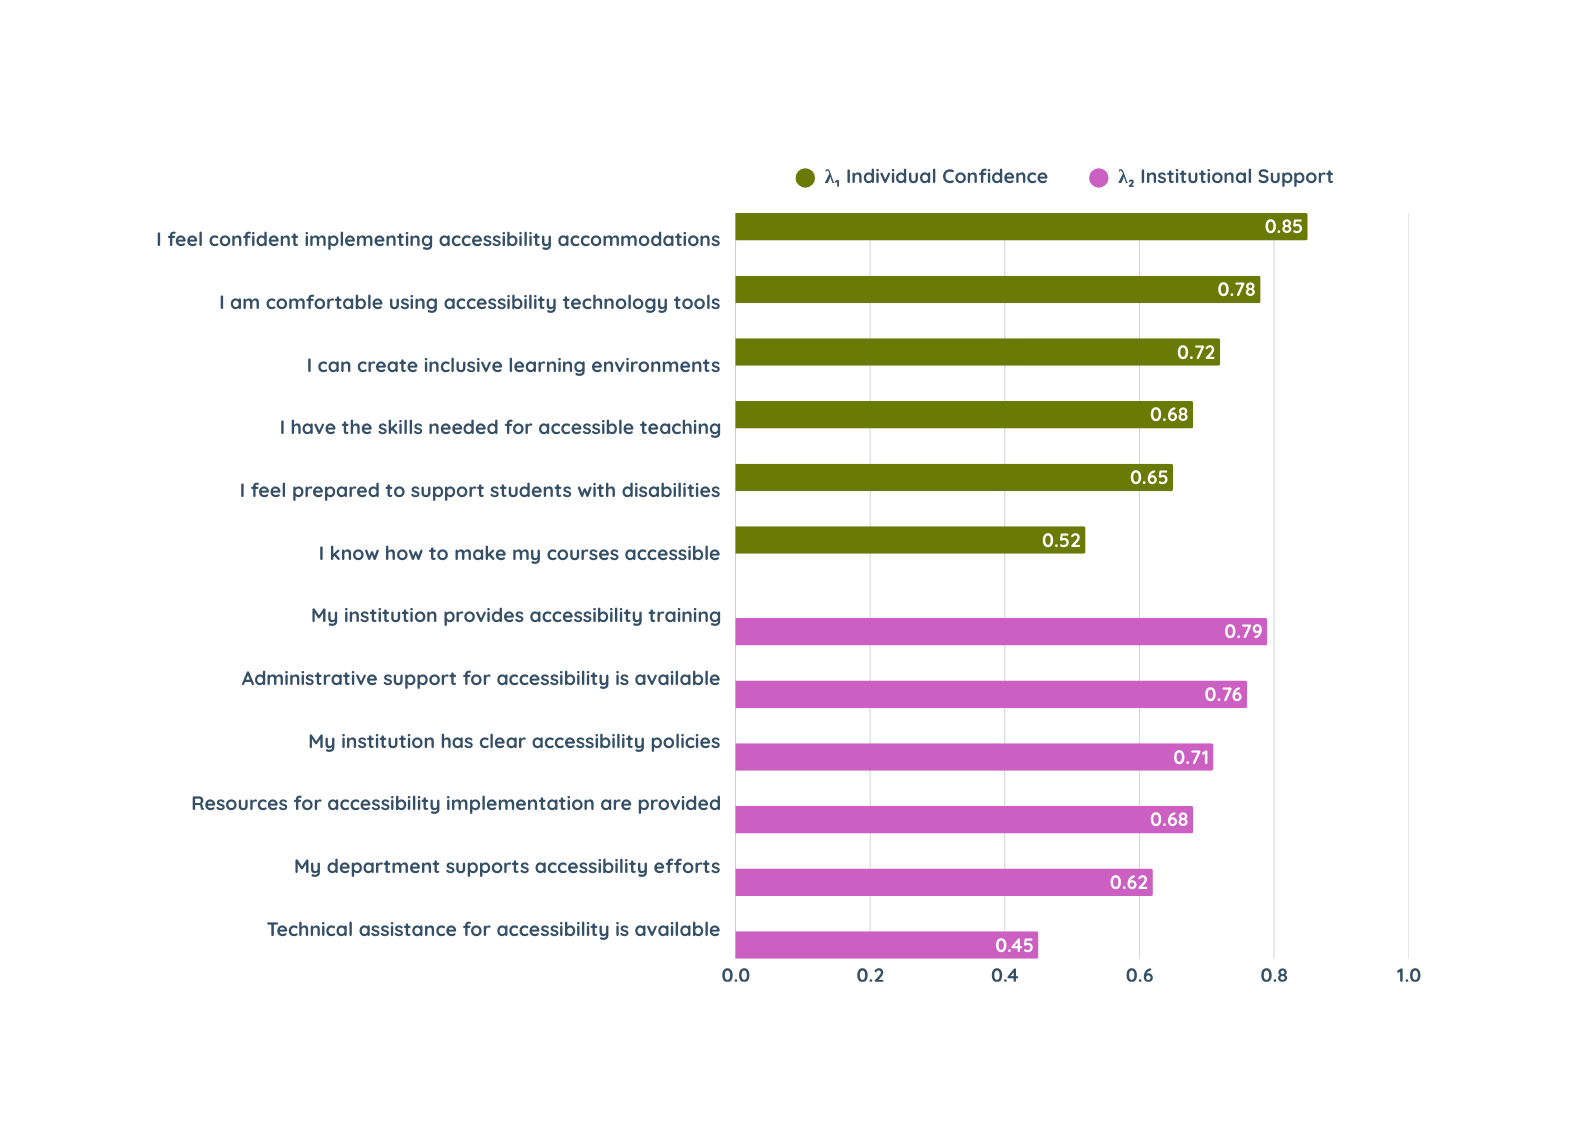 λ₁ Individual Confidence λ₂ Institutional Support
I feel confident implementing accessibility accommodations 0.85
I am comfortable using accessibility technology tools 0.78
I can create inclusive learning environments 0.72
I have the skills needed for accessible teaching 0.68
I feel prepared to support students with disabilities 0.65
I know how to make my courses accessible 0.52
My institution provides accessibility training 0.79
Administrative support for accessibility is available 0.76
My institution has clear accessibility policies 0.71
Resources for accessibility implementation are provided 0.68
My department supports accessibility efforts 0.62
Technical assistance for accessibility is available 0.45
0.0 0.2 0.4 0.6 0.8 1.0